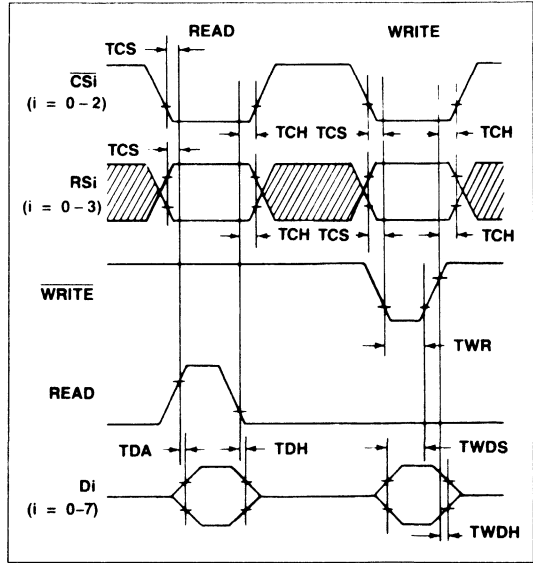 READ WRITE
TCS
CSi
(i = 0-2)
TCH TCS TCH
TCS
RSi
(i = 0-3)
TCH TCS TCH
WRITE
TWR
READ
TDA TDH TWDS
Di
(i = 0-7)
TWDH